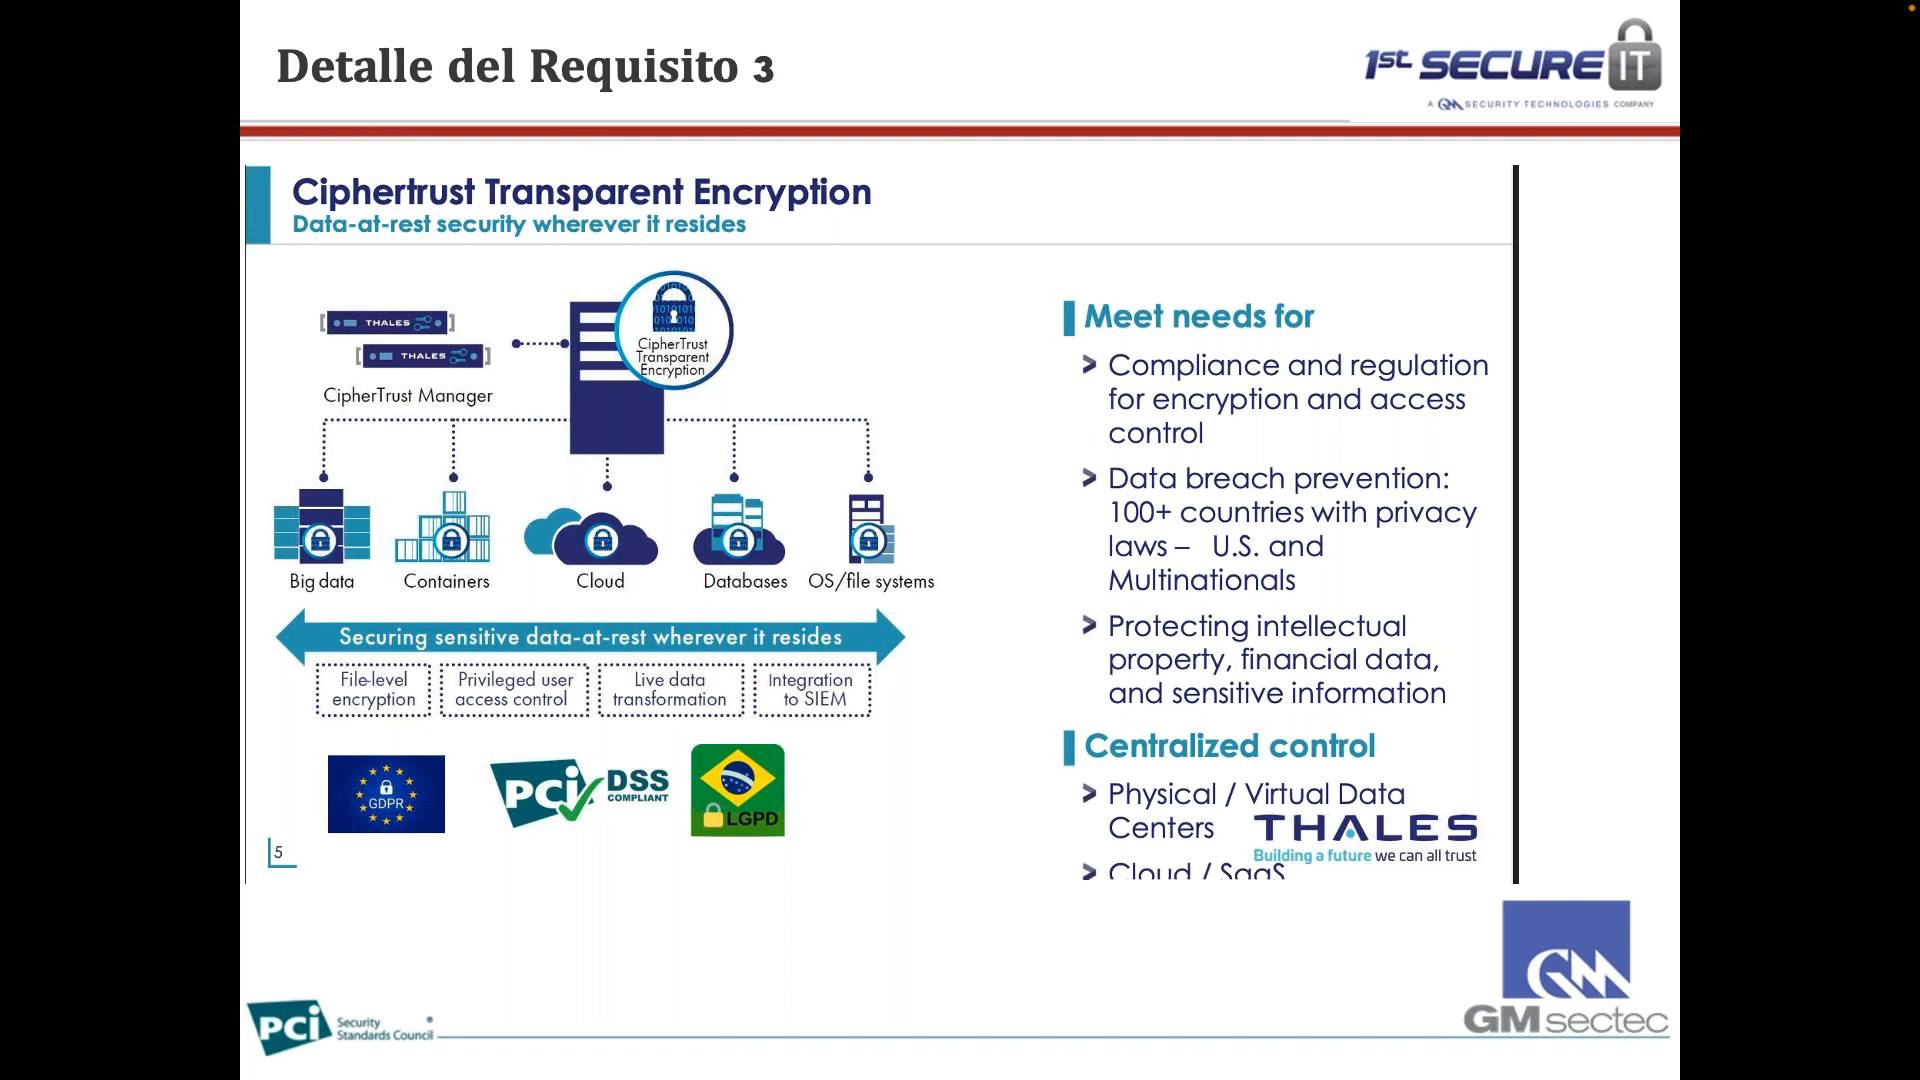 Detalle del Requisito 3
1st SECURE IT
A GM SECURITY TECHNOLOGIES COMPANY
Ciphertrust Transparent Encryption
Data-at-rest security wherever it resides
THALES
THALES
CipherTrust Manager
CipherTrust
Transparent
Encryption
Big data
Containers
Cloud
Databases
OS/file systems
Securing sensitive data-at-rest wherever it resides
File-level
encryption
Privileged user
access control
Live data
transformation
Integration
to SIEM
GDPR
PCi DSS
COMPLIANT
LGPD
5
Meet needs for
Compliance and regulation
for encryption and access
control
Data breach prevention:
100+ countries with privacy
laws – U.S. and
Multinationals
Protecting intellectual
property, financial data,
and sensitive information
Centralized control
Physical / Virtual Data
Centers
Cloud / SaaS
THALES
Building a future we can all trust
GM
GM sectec
PCi Security
Standards Council